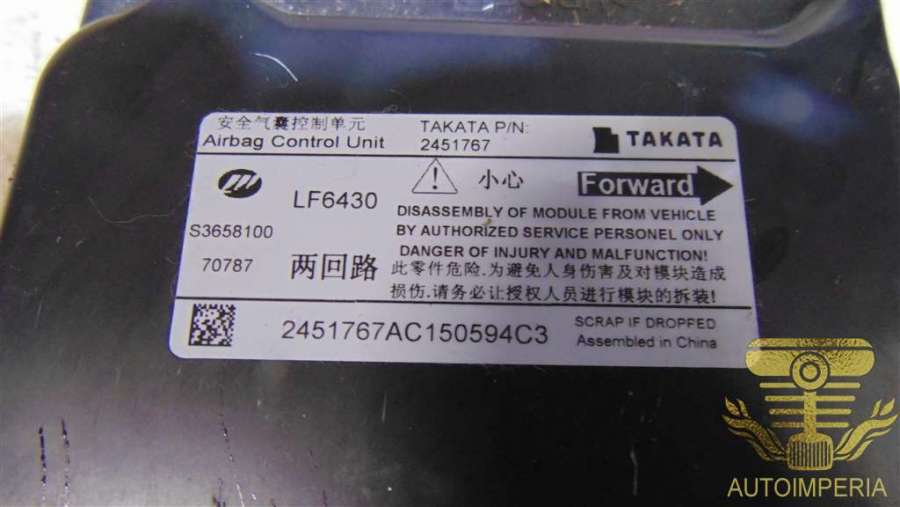 安全气囊控制单元
Airbag Control Unit
TAKATA P/N:
2451767
TAKATA
LF6430
S3658100
70787
两回路
小心
Forward
DISASSEMBLY OF MODULE FROM VEHICLE
BY AUTHORIZED SERVICE PERSONEL ONLY
DANGER OF INJURY AND MALFUNCTION!
此零件危险.为避免人身伤害及对模块造成
损伤.请务必让授权人员进行模块的拆装!
2451767AC150594C3
SCRAP IF DROPPED
Assembled in China
AUTOIMPERIA